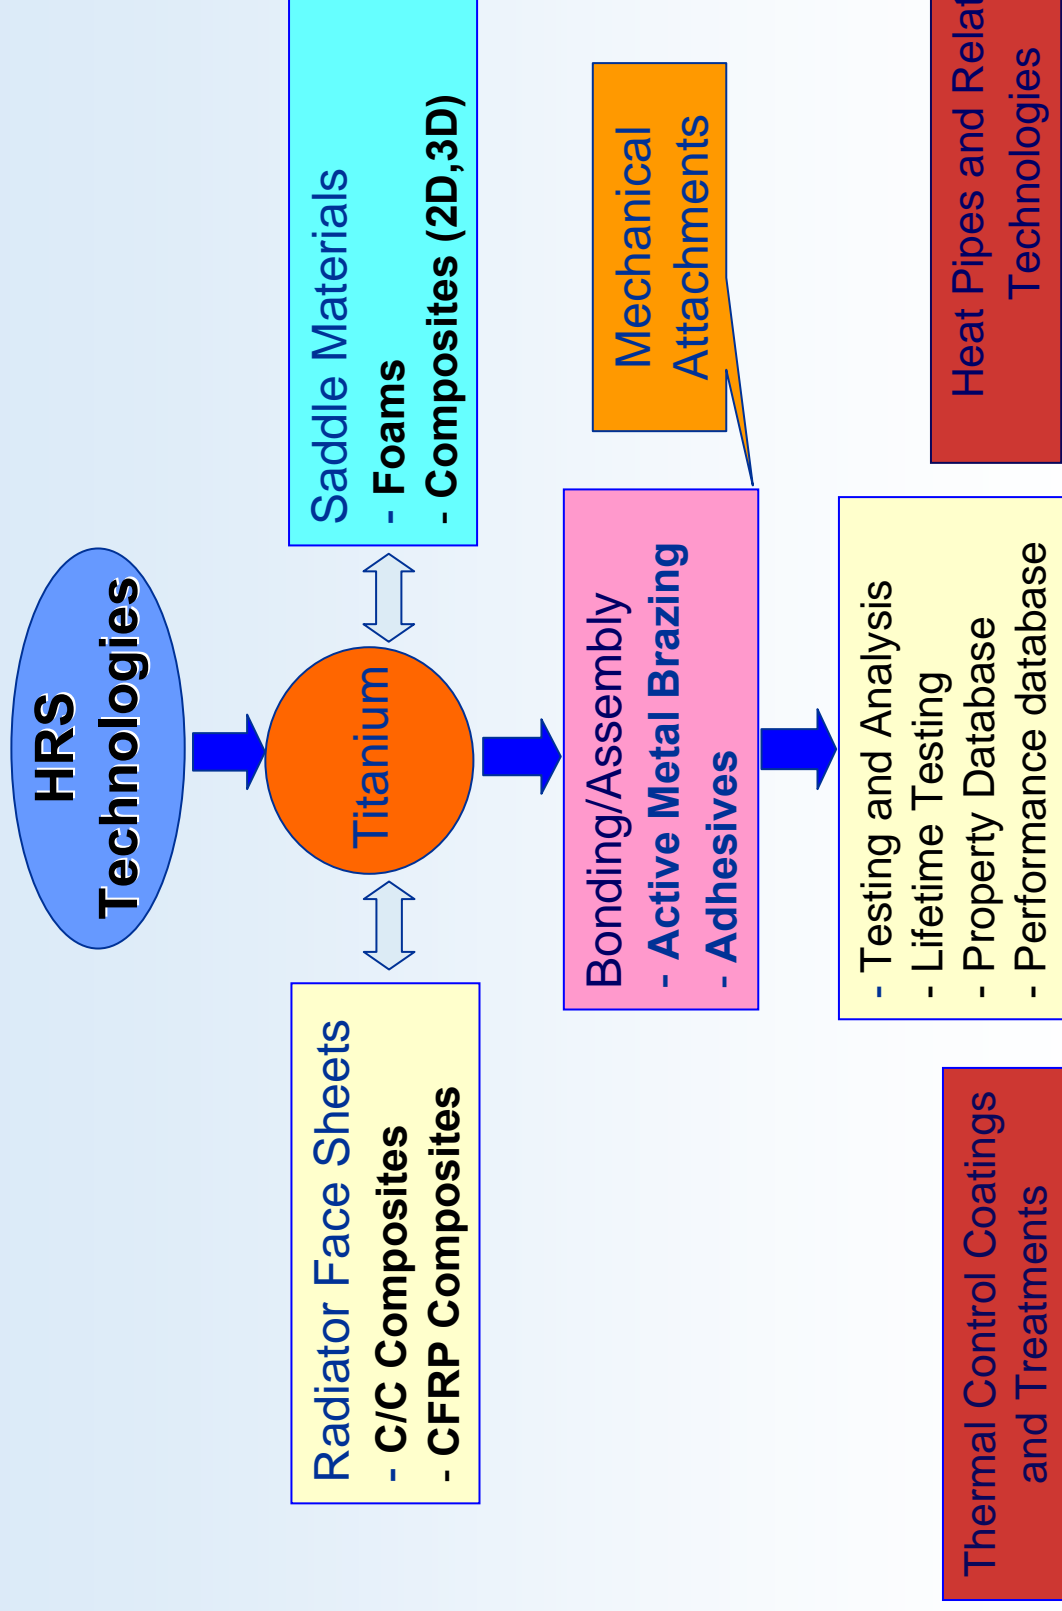 HRS
Technologies
Radiator Face Sheets
- C/C Composites
- CFRP Composites
Titanium
Saddle Materials
- Foams
- Composites (2D,3D)
Bonding/Assembly
- Active Metal Brazing
- Adhesives
Mechanical
Attachments
- Testing and Analysis
- Lifetime Testing
- Property Database
- Performance database
Thermal Control Coatings
and Treatments
Heat Pipes and Relat
Technologies